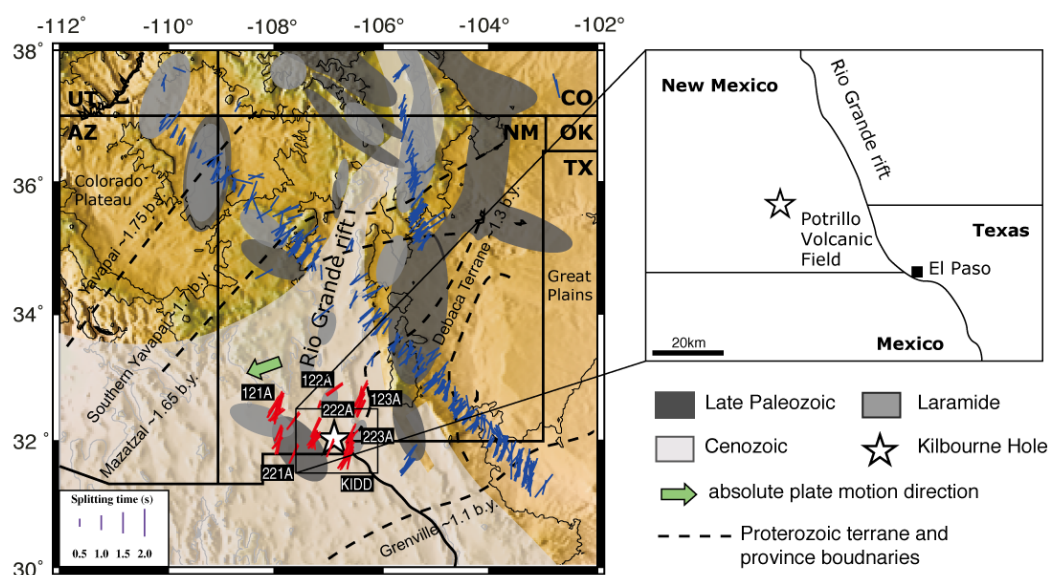 -112° -110° -108° -106° -104° -102°
38°
36°
34°
32°
30°
UT
CO
AZ
NM
OK
TX
Colorado
Plateau
Yavapai ~1.75 b.y.
Southern Yavapai ~1.7 b.y.
Mazatzal ~1.65 b.y.
Rio Grande rift
Debaca Terrane ~1.3 b.y.
Great
Plains
121A
122A
123A
222A
223A
221A
KIDD
Grenville ~1.1 b.y.
Splitting time (s)
0.5 1.0 1.5 2.0
New Mexico
Rio Grande rift
Potrillo
Volcanic
Field
Texas
El Paso
20km
Mexico
Late Paleozoic
Laramide
Cenozoic
Kilbourne Hole
absolute plate motion direction
Proterozoic terrane and
province boudnaries